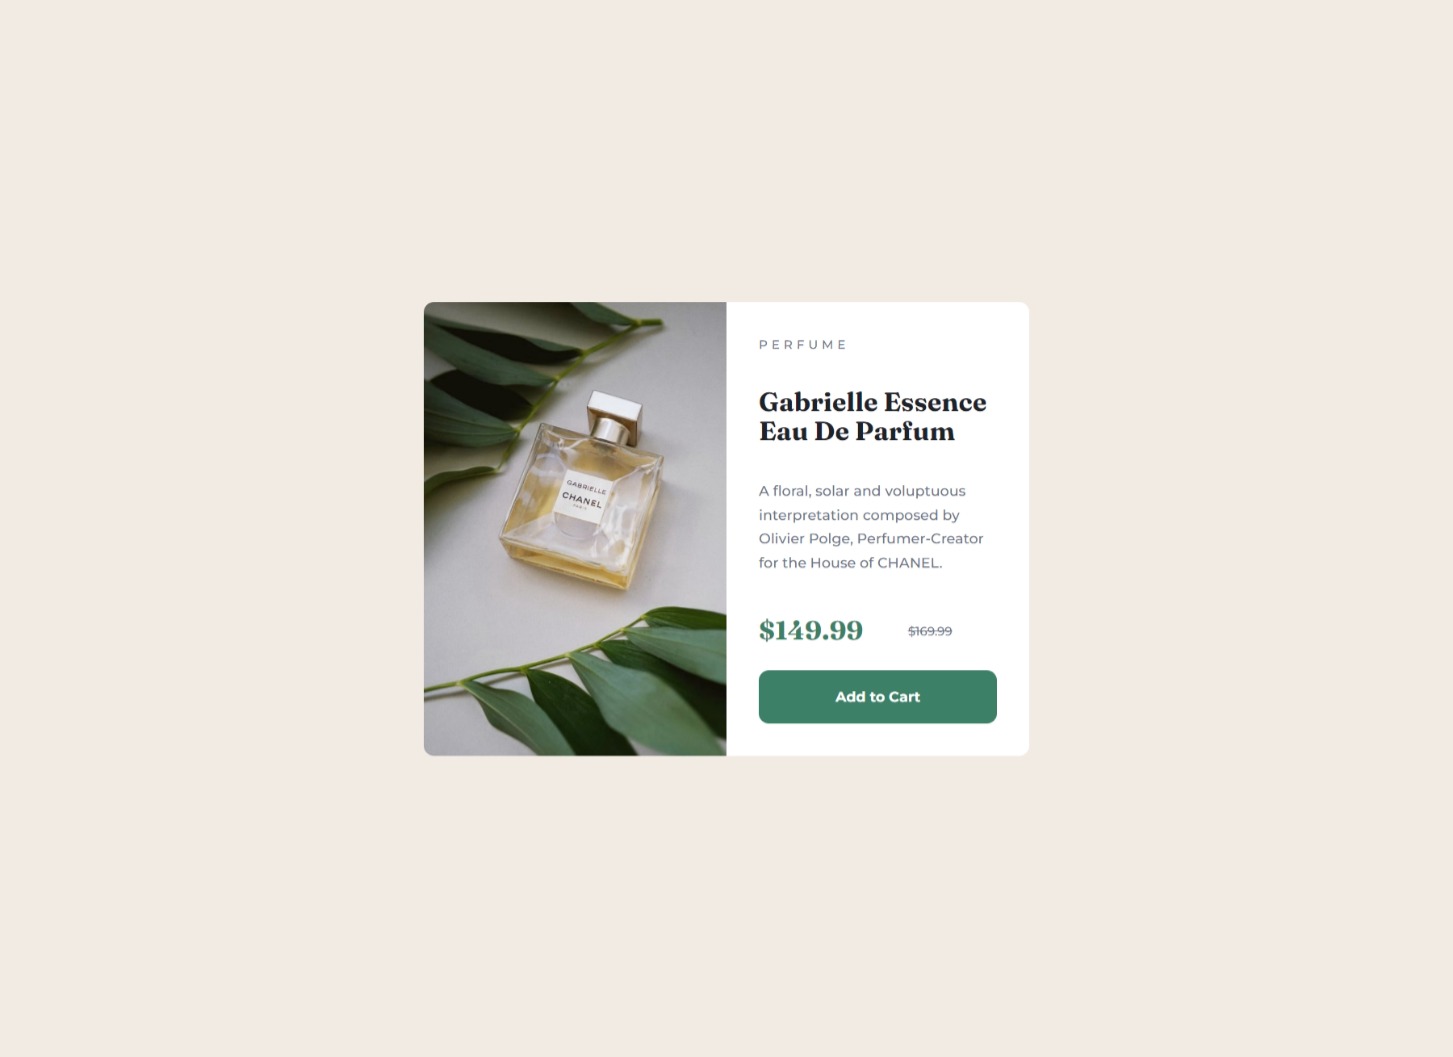 GABRIELLE
CHANEL
PARIS
PERFUME
Gabrielle Essence
Eau De Parfum
A floral, solar and voluptuous
interpretation composed by
Olivier Polge, Perfumer-Creator
for the House of CHANEL.
$149.99 $169.99
Add to Cart